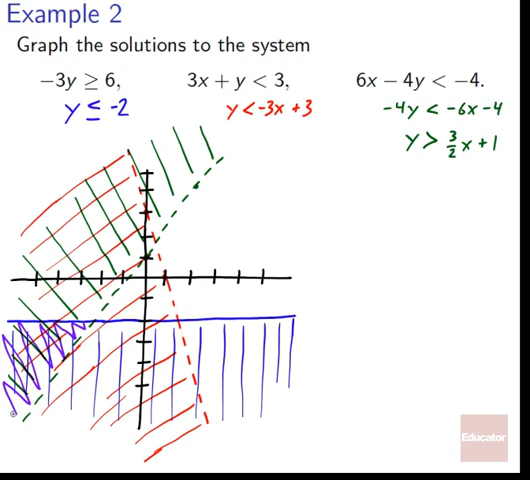 Example 2
Graph the solutions to the system
−3y ≥ 6, 3x + y < 3, 6x − 4y < −4.
y ≤ -2 y < -3x + 3 -4y < -6x - 4
y > 3/2 x + 1
Educator